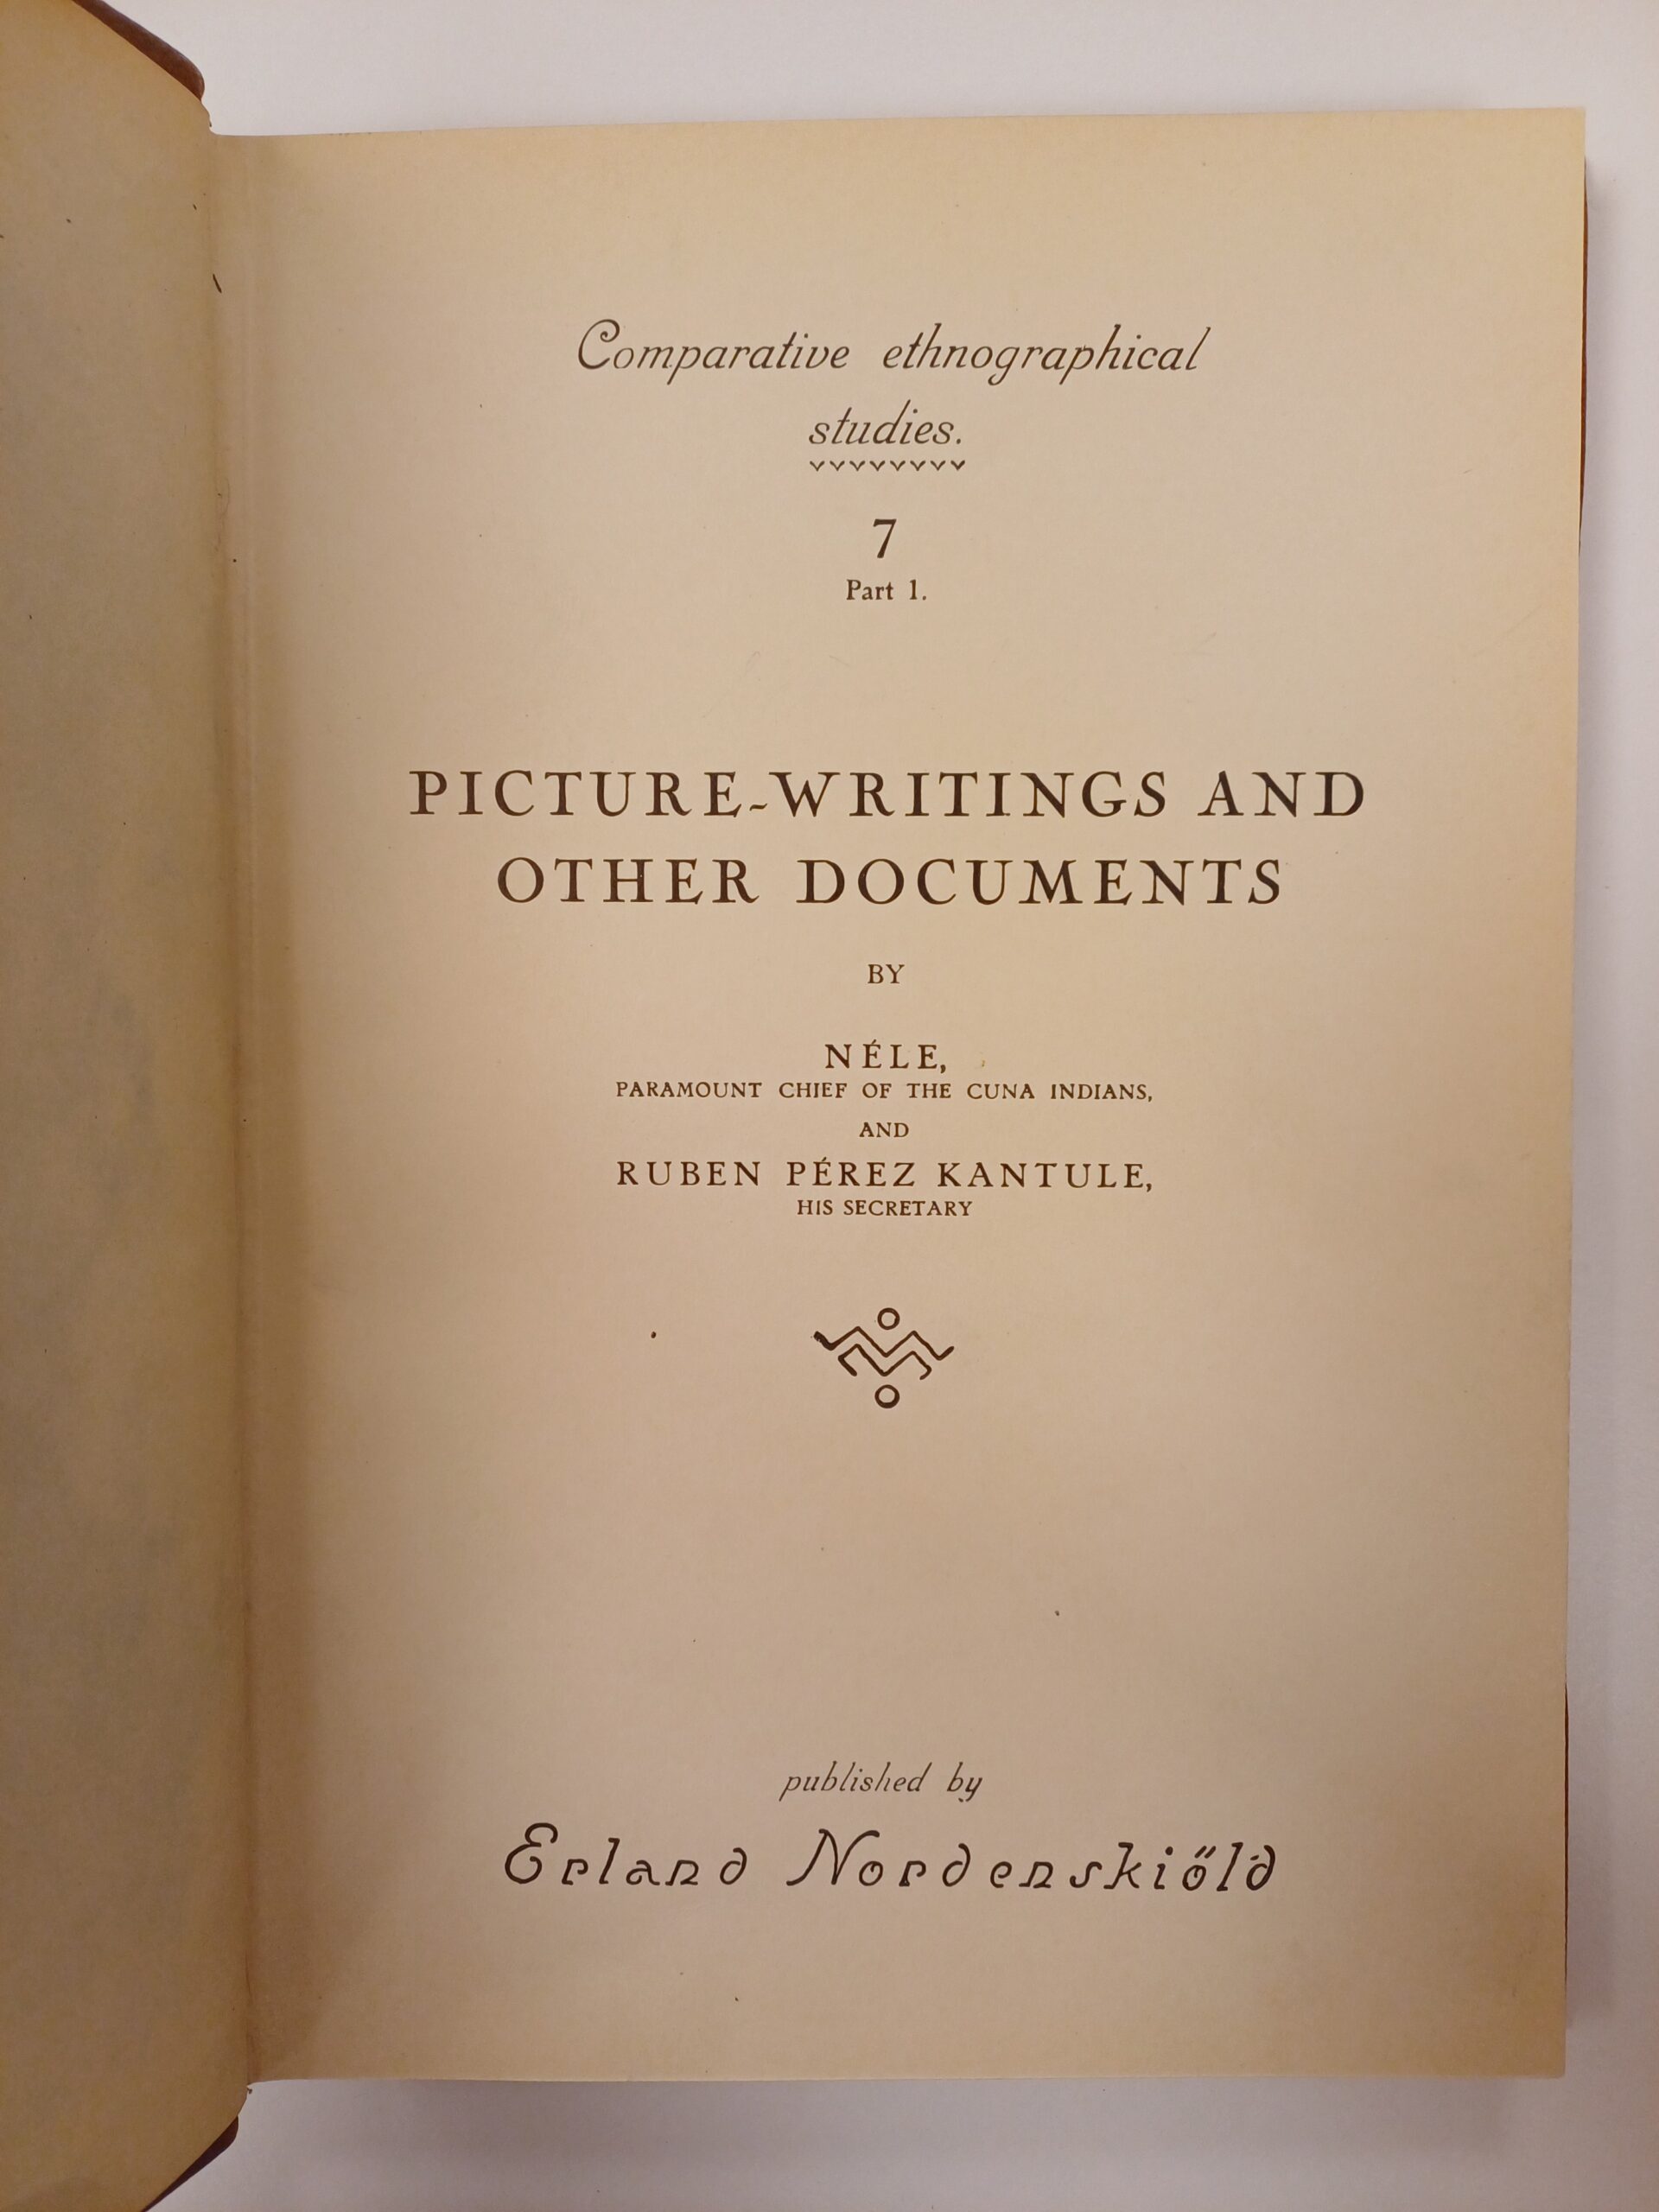 Comparative ethnographical
studies.
7
Part 1.
PICTURE-WRITINGS AND
OTHER DOCUMENTS
BY
NÉLE,
PARAMOUNT CHIEF OF THE CUNA INDIANS,
AND
RUBEN PÉREZ KANTULE,
HIS SECRETARY
published by
Erland Nordenskiöld